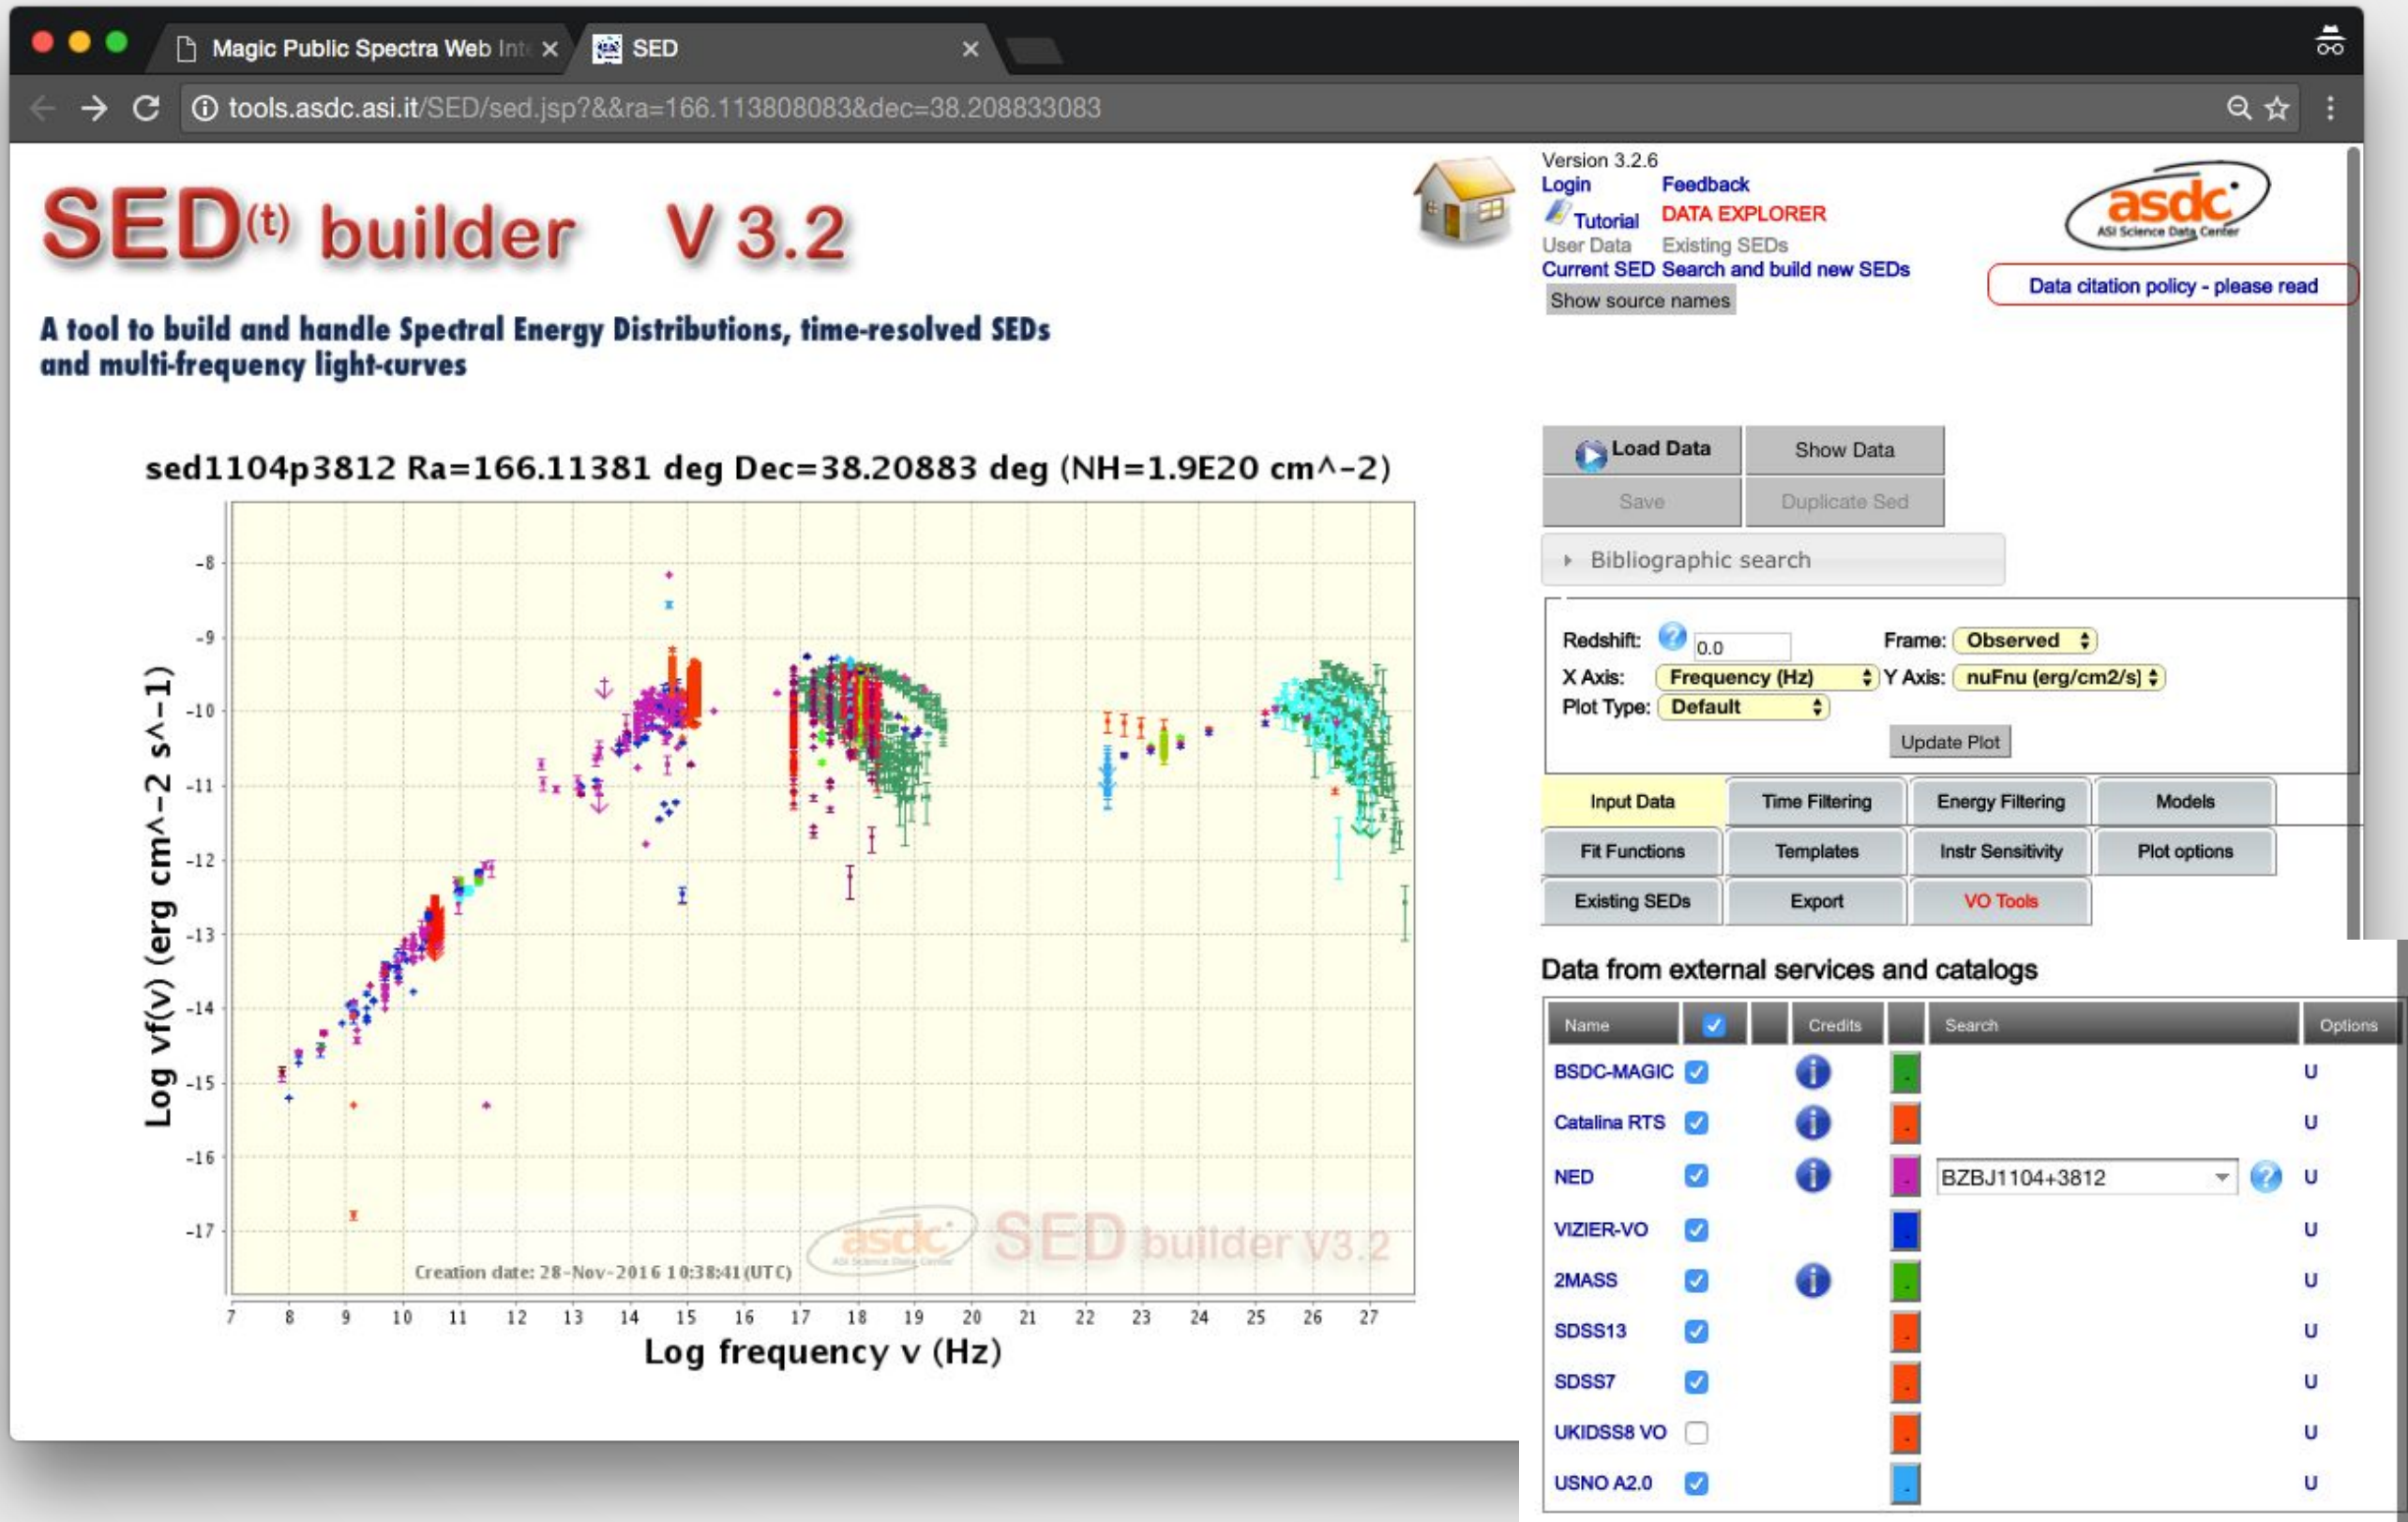 Magic Public Spectra Web Int
SED
tools.asdc.asi.it/SED/sed.jsp?&&ra=166.113808083&dec=38.208833083
SED(t) builder V 3.2
A tool to build and handle Spectral Energy Distributions, time-resolved SEDs
and multi-frequency light-curves
Version 3.2.6
Login Feedback
Tutorial DATA EXPLORER
User Data Existing SEDs
Current SED Search and build new SEDs
Show source names
asdc
ASI Science Data Center
Data citation policy - please read
sed1104p3812 Ra=166.11381 deg Dec=38.20883 deg (NH=1.9E20 cm^-2)
Log νf(ν) (erg cm^-2 s^-1)
-8
-9
-10
-11
-12
-13
-14
-15
-16
-17
asdc
ASI Science Data Center
SED builder V3.2
Creation date: 28-Nov-2016 10:38:41(UTC)
7 8 9 10 11 12 13 14 15 16 17 18 19 20 21 22 23 24 25 26 27
Log frequency ν (Hz)
Load Data Show Data
Save Duplicate Sed
Bibliographic search
Redshift: ? 0.0 Frame: Observed
X Axis: Frequency (Hz) Y Axis: nuFnu (erg/cm2/s)
Plot Type: Default
Update Plot
Input Data Time Filtering Energy Filtering Models
Fit Functions Templates Instr Sensitivity Plot options
Existing SEDs Export VO Tools
Data from external services and catalogs
Name Credits Search Options
BSDC-MAGIC i U
Catalina RTS i U
NED i BZBJ1104+3812 ? U
VIZIER-VO U
2MASS i U
SDSS13 U
SDSS7 U
UKIDSS8 VO U
USNO A2.0 U